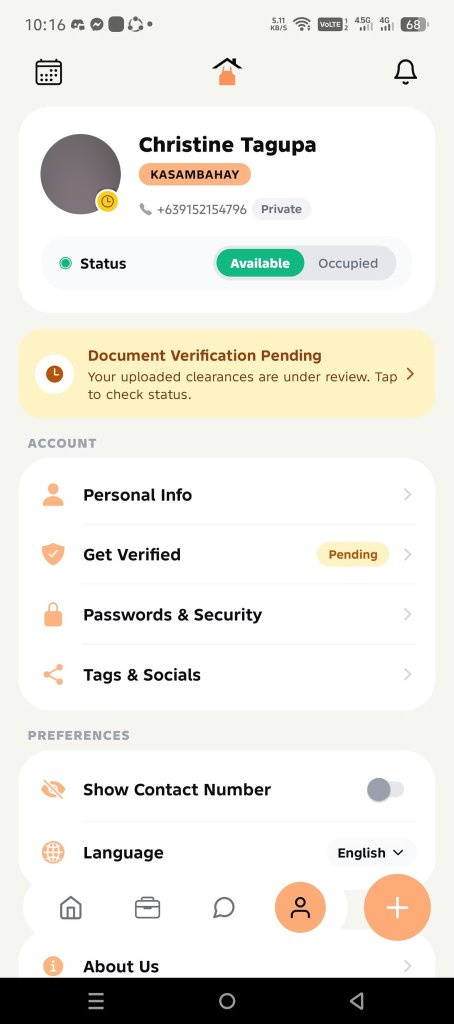 10:16
5.11 KB/S
VoLTE 1 2
4.5G
4G
68
Christine Tagupa
KASAMBAHAY
+639152154796 Private
Status
Available
Occupied
Document Verification Pending
Your uploaded clearances are under review. Tap
to check status.
ACCOUNT
Personal Info
Get Verified
Pending
Passwords & Security
Tags & Socials
PREFERENCES
Show Contact Number
Language
English
About Us